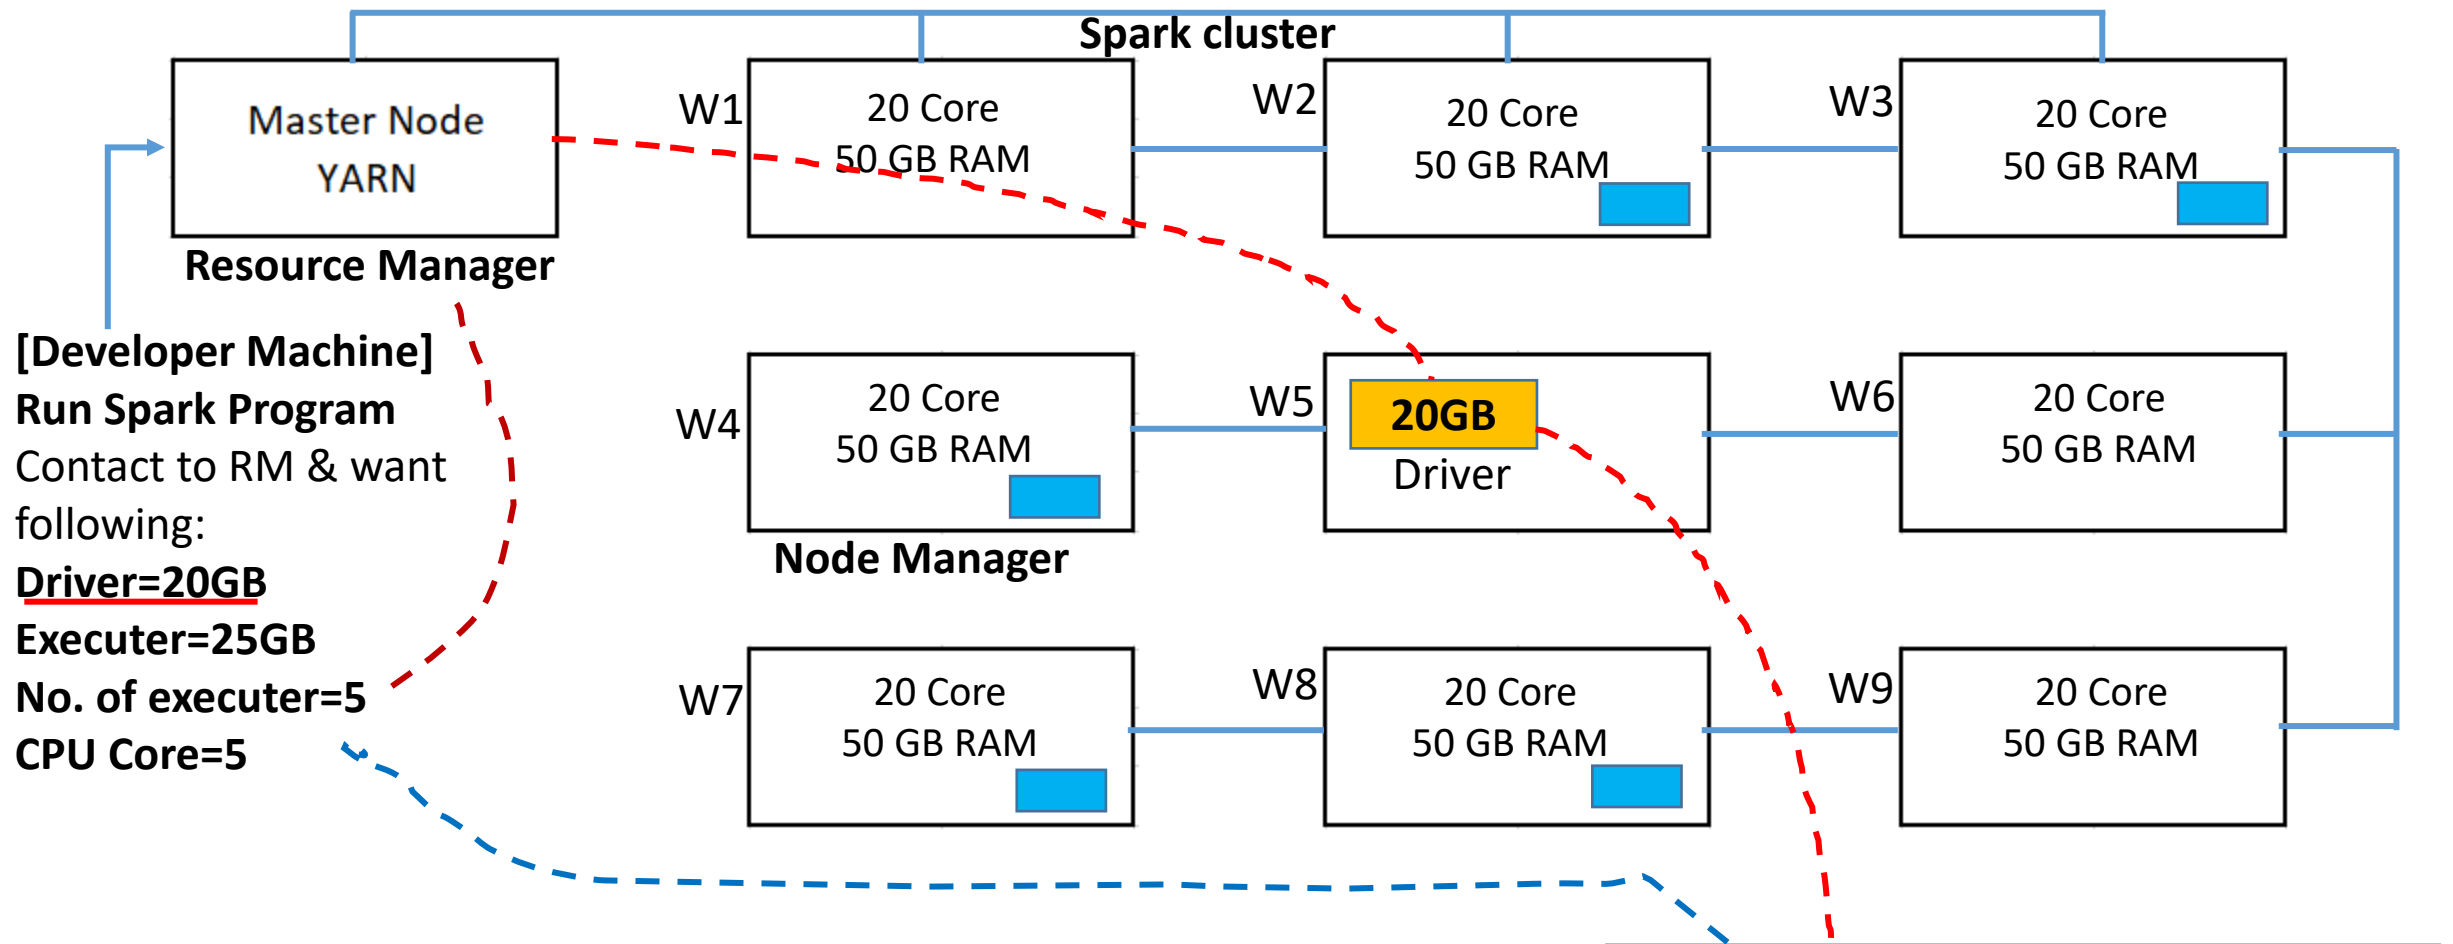 Spark cluster
Master Node
YARN
Resource Manager
W1
20 Core
50 GB RAM
W2
20 Core
50 GB RAM
W3
20 Core
50 GB RAM
[Developer Machine]
Run Spark Program
Contact to RM & want
following:
Driver=20GB
Executer=25GB
No. of executer=5
CPU Core=5
W4
20 Core
50 GB RAM
Node Manager
W5
20GB
Driver
W6
20 Core
50 GB RAM
W7
20 Core
50 GB RAM
W8
20 Core
50 GB RAM
W9
20 Core
50 GB RAM